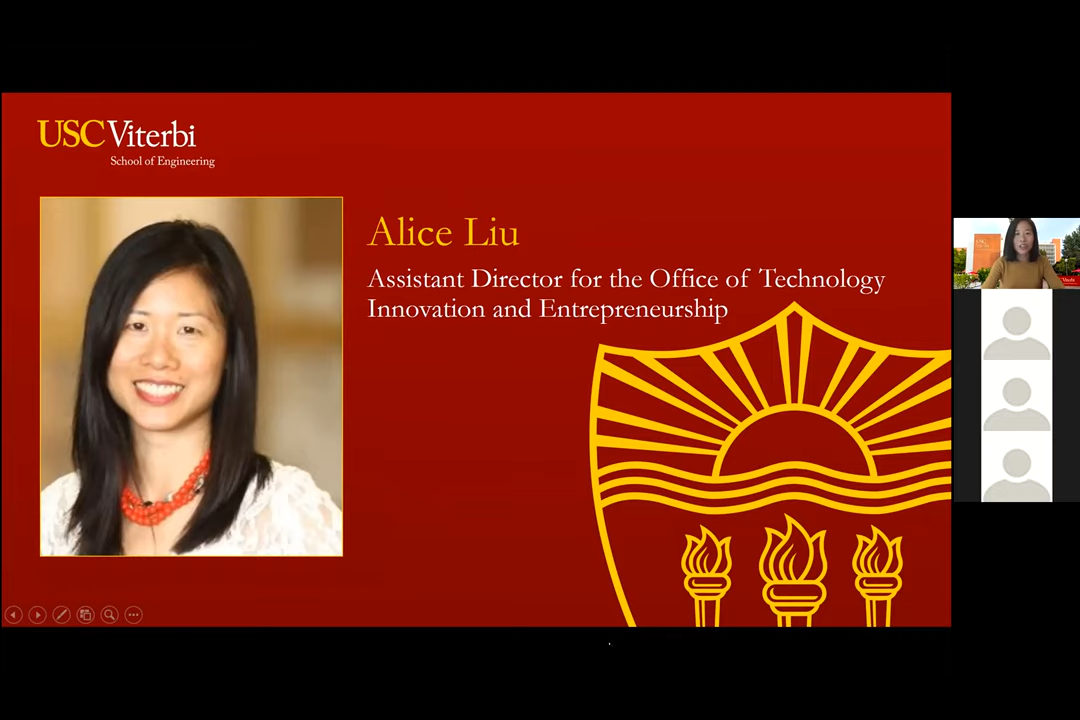 USC Viterbi
School of Engineering
Alice Liu
Assistant Director for the Office of Technology
Innovation and Entrepreneurship